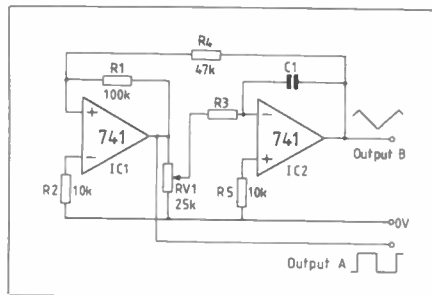 R4
47k
R1
100k
C1
R3
+
741
−
IC1
−
741
+
IC2
Output B
R2
10k
RV1
25k
R5
10k
0V
Output A